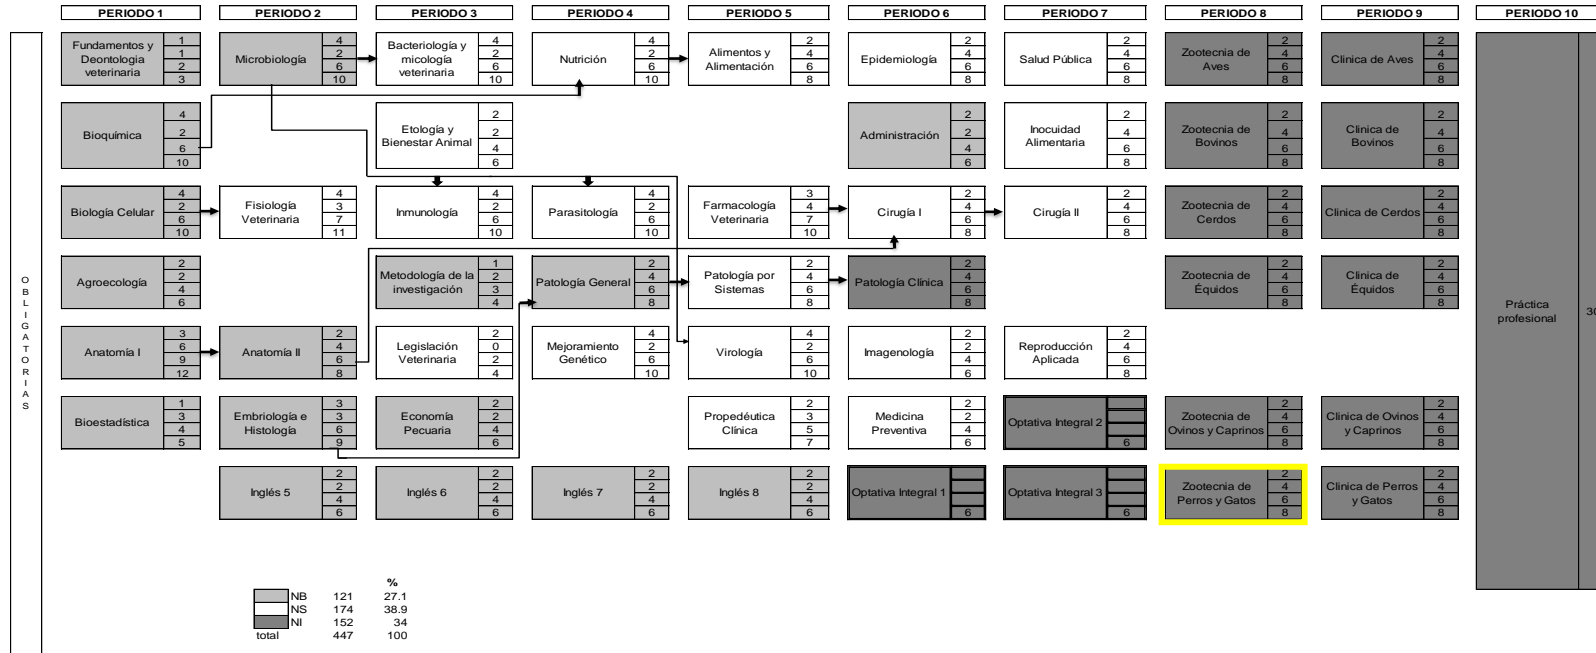 PERIODO 1 PERIODO 2 PERIODO 3 PERIODO 4 PERIODO 5 PERIODO 6 PERIODO 7 PERIODO 8 PERIODO 9 PERIODO 10
OBLIGATORIAS
Fundamentos y
Deontologia
veterinaria
1
1
2
3
Microbiología
4
2
6
10
Bacteriología y
micología
veterinaria
4
2
6
10
Nutrición
4
2
6
10
Alimentos y
Alimentación
2
4
6
8
Epidemiología
2
4
6
8
Salud Pública
2
4
6
8
Zootecnia de
Aves
2
4
6
8
Clinica de Aves
2
4
6
8
Bioquímica
4
2
6
10
Etología y
Bienestar Animal
2
2
4
6
Administración
2
2
4
6
Inocuidad
Alimentaria
2
4
6
8
Zootecnia de
Bovinos
2
4
6
8
Clinica de
Bovinos
2
4
6
8
Biología Celular
4
2
6
10
Fisiología
Veterinaria
4
3
7
11
Inmunología
4
2
6
10
Parasitología
4
2
6
10
Farmacología
Veterinaria
3
4
7
10
Cirugía I
2
4
6
8
Cirugía II
2
4
6
8
Zootecnia de
Cerdos
2
4
6
8
Clinica de Cerdos
2
4
6
8
Agroecología
2
2
4
6
Metodología de la
investigación
1
2
3
4
Patología General
2
4
6
8
Patología por
Sistemas
2
4
6
8
Patología Clínica
2
4
6
8
Zootecnia de
Équidos
2
4
6
8
Clinica de
Équidos
2
4
6
8
Práctica
profesional
30
Anatomía I
3
6
9
12
Anatomía II
2
4
6
8
Legislación
Veterinaria
2
0
2
4
Mejoramiento
Genético
4
2
6
10
Virología
4
2
6
10
Imagenología
2
2
4
6
Reproducción
Aplicada
2
4
6
8
Bioestadística
1
3
4
5
Embriología e
Histología
3
3
6
9
Economía
Pecuaria
2
2
4
6
Propedéutica
Clínica
2
3
5
7
Medicina
Preventiva
2
2
4
6
Optativa Integral 2
6
Zootecnia de
Ovinos y Caprinos
2
4
6
8
Clinica de Ovinos
y Caprinos
2
4
6
8
Inglés 5
2
2
4
6
Inglés 6
2
2
4
6
Inglés 7
2
2
4
6
Inglés 8
2
2
4
6
Optativa Integral 1
6
Optativa Integral 3
6
Zootecnia de
Perros y Gatos
2
4
6
8
Clinica de Perros
y Gatos
2
4
6
8
%
NB 121 27.1
NS 174 38.9
NI 152 34
total 447 100